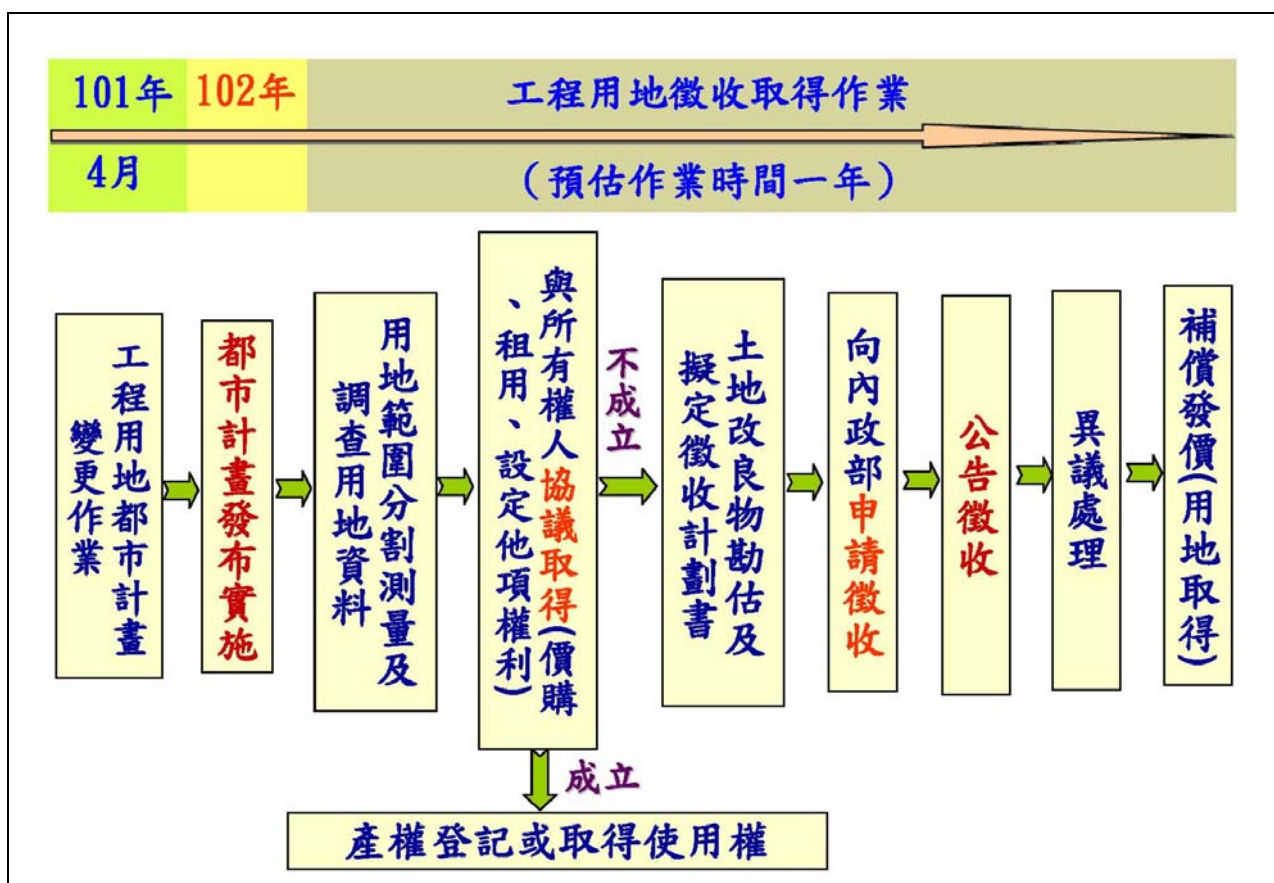 101年
102年
工程用地徵收取得作業
4月
（預估作業時間一年）
工程用地都市計畫
變更作業
都市計畫發布實施
用地範圍分割測量及
調查用地資料
與所有權人協議取得(價購
、租用、設定他項權利)
不成立
土地改良物勘估及
擬定徵收計劃書
向內政部申請徵收
公告徵收
異議處理
補償發價(用地取得)
成立
產權登記或取得使用權